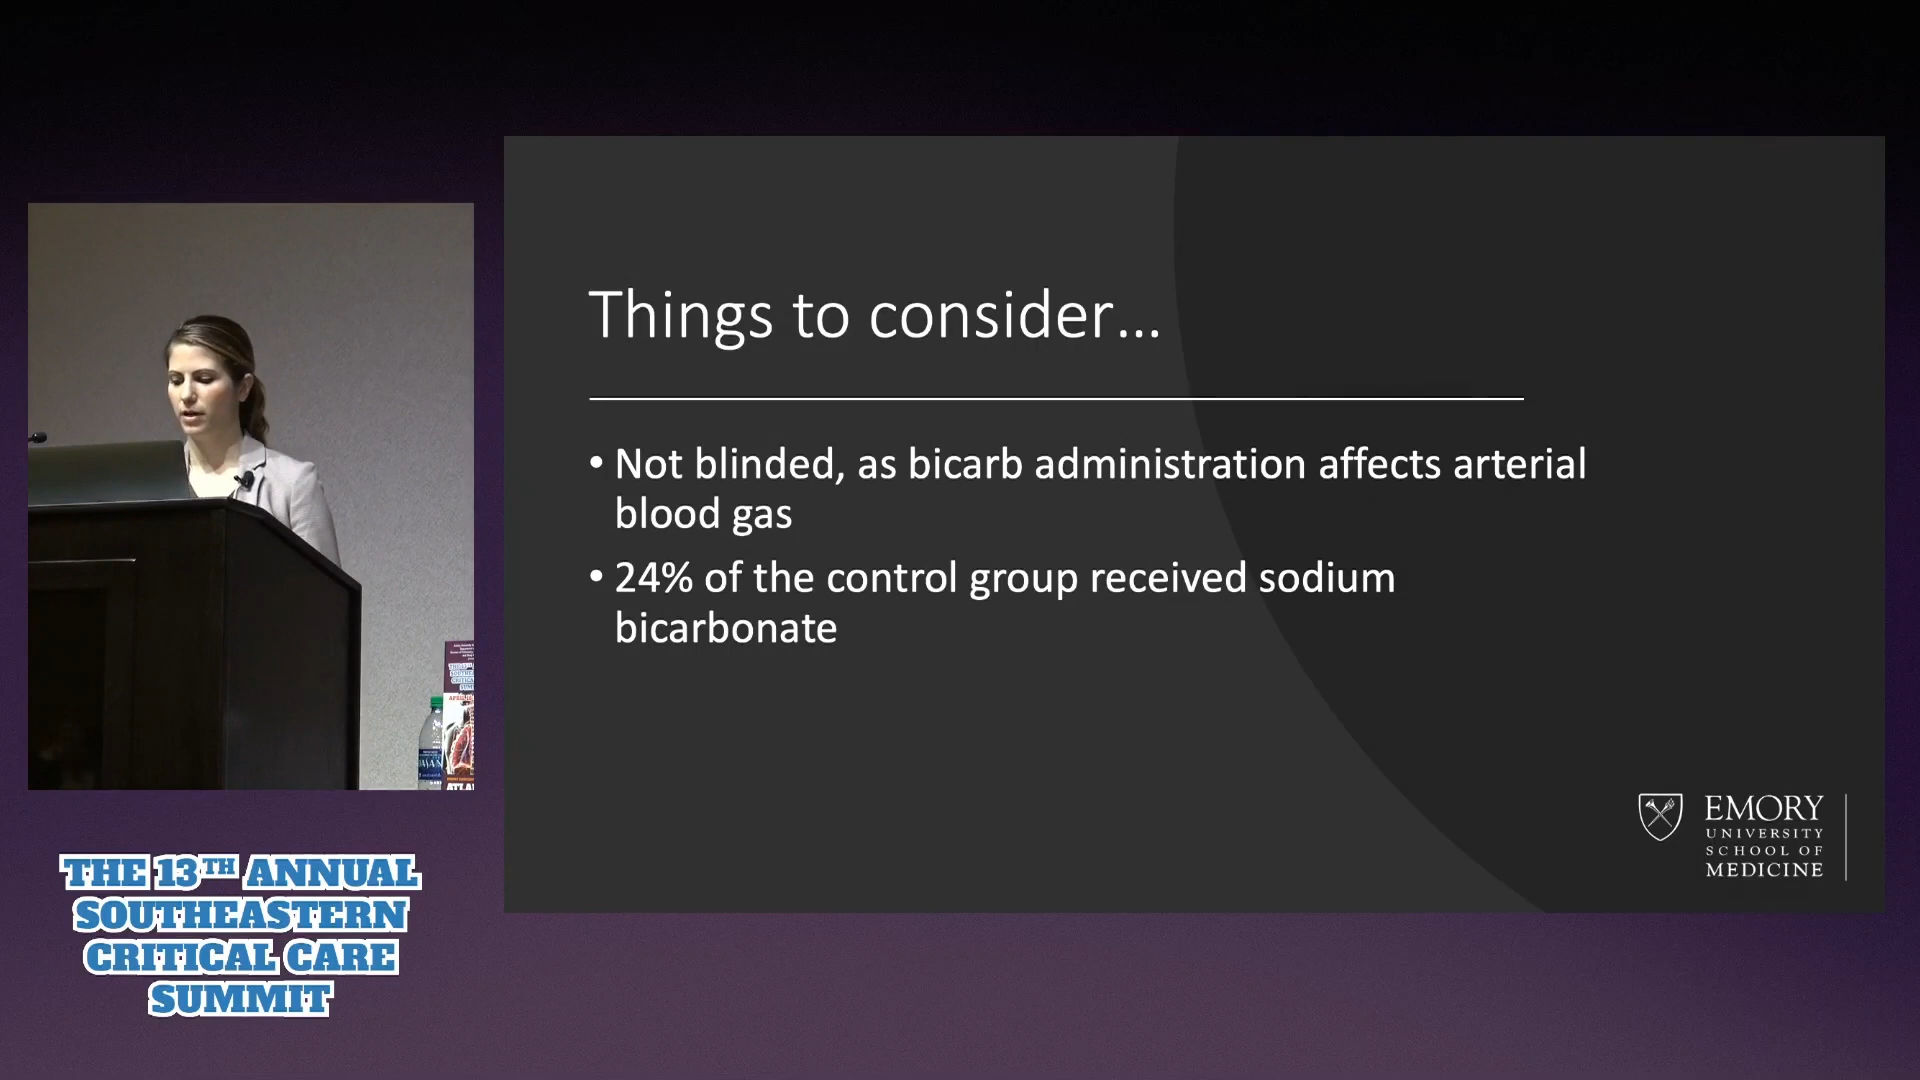 Things to consider...
• Not blinded, as bicarb administration affects arterial
blood gas
• 24% of the control group received sodium
bicarbonate
EMORY
UNIVERSITY
SCHOOL OF
MEDICINE
THE 13TH ANNUAL
SOUTHEASTERN
CRITICAL CARE
SUMMIT